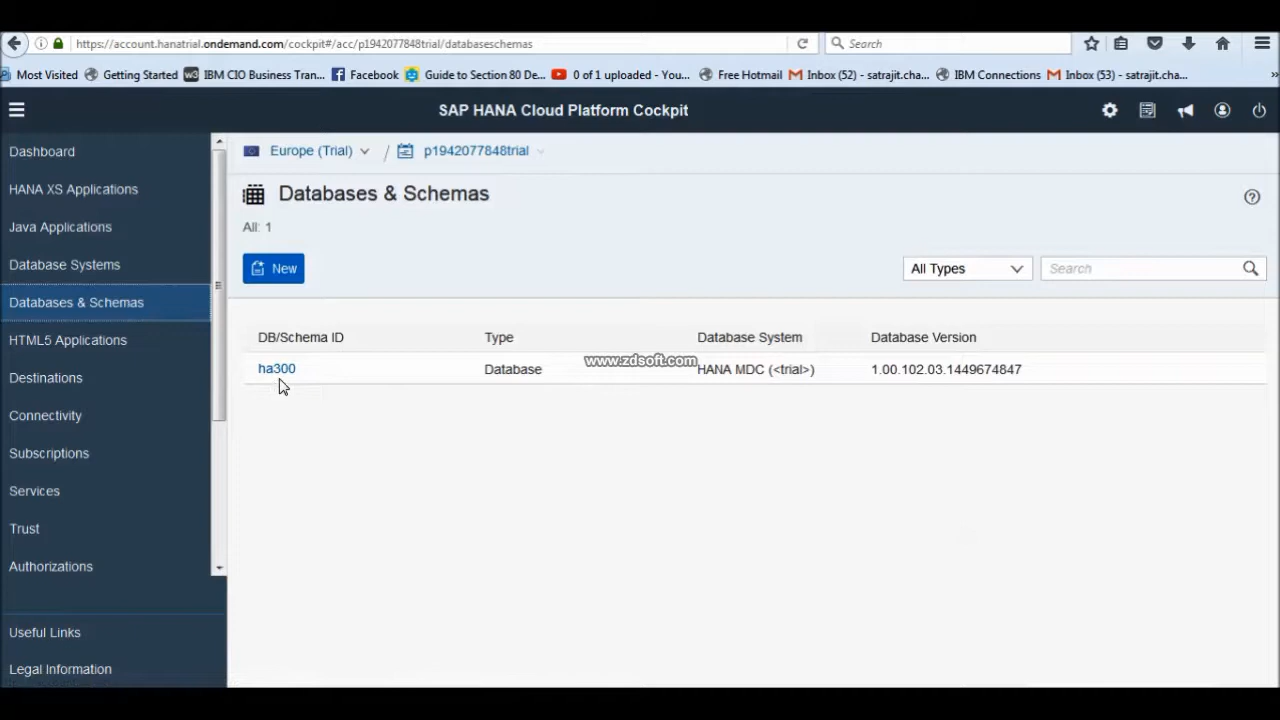 https://account.hanatrial.ondemand.com/cockpit#/acc/p1942077848trial/databaseschemas
Search
Most Visited Getting Started IBM CIO Business Tran... Facebook Guide to Section 80 De... 0 of 1 uploaded - You... Free Hotmail Inbox (52) - satrajit.cha... IBM Connections Inbox (53) - satrajit.cha...
SAP HANA Cloud Platform Cockpit
Dashboard
HANA XS Applications
Java Applications
Database Systems
Databases & Schemas
HTML5 Applications
Destinations
Connectivity
Subscriptions
Services
Trust
Authorizations
Useful Links
Legal Information
Europe (Trial) / p1942077848trial
Databases & Schemas
All: 1
New
All Types
Search
DB/Schema ID Type Database System Database Version
ha300 Database HANA MDC (<trial>) 1.00.102.03.1449674847
www.zdsoft.com